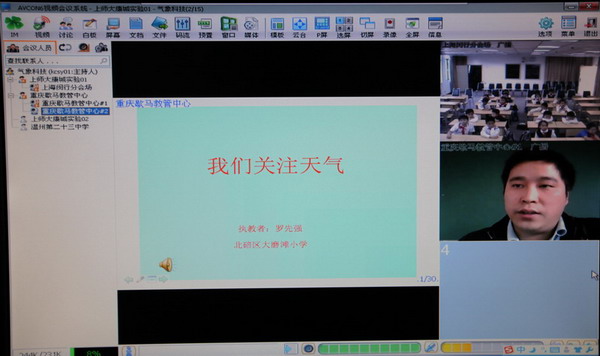 AVCON6视频会议系统 - 上师大康城实验01 - 气象科技(2/15)
IM 视频 讨论 白板 屏幕 文档 文件 码流 预置 窗口 媒体 模板 云台 P屏 选屏 切屏 录像 全屏 信息 选项 菜单 退出
会议人员
查找联系人...
气象科技 (hzsy01:主持人)
上师大康城实验01
上海闵行分会场
重庆歇马教管中心
重庆歇马教管中心#1
重庆歇马教管中心#2
上师大康城实验02
温州第二十三中学
重庆歇马教管中心
我们关注天气
执教者：罗先强
北碚区大磨滩小学
1/30
上海闵行分会场 广播
重庆歇马教管中心#1 广播
4
244K/231K
8%
中